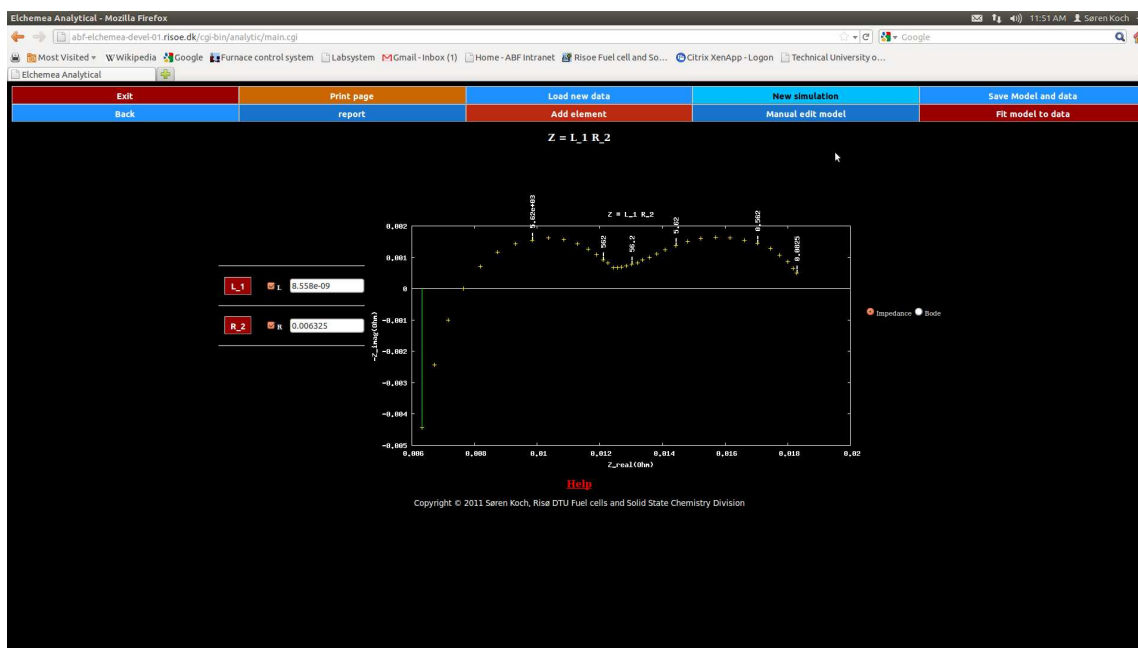 Elchemea Analytical - Mozilla Firefox 11:51 AM Søren Koch
abf-elchemea-devel-01.risoe.dk/cgi-bin/analytic/main.cgi Google
Most Visited Wikipedia Google Furnace control system Labsystem Gmail - Inbox (1) Home - ABF Intranet Risoe Fuel cell and So... Citrix XenApp - Logon Technical University o...
Elchemea Analytical
Exit Print page Load new data New simulation Save Model and data
Back report Add element Manual edit model Fit model to data
Z = L_1 R_2
Z = L_1 R_2
5.62e+03
562
56.2
5.62
0.562
0.0825
0.002
0.001
0
-0.001
-0.002
-0.003
-0.004
-0.005
-Z_imag(Ohm)
L_1 L 8.558e-09
R_2 R 0.006325
Impedance Bode
0.006 0.008 0.01 0.012 0.014 0.016 0.018 0.02
Z_real(Ohm)
Help
Copyright © 2011 Søren Koch, Risø DTU Fuel cells and Solid State Chemistry Division